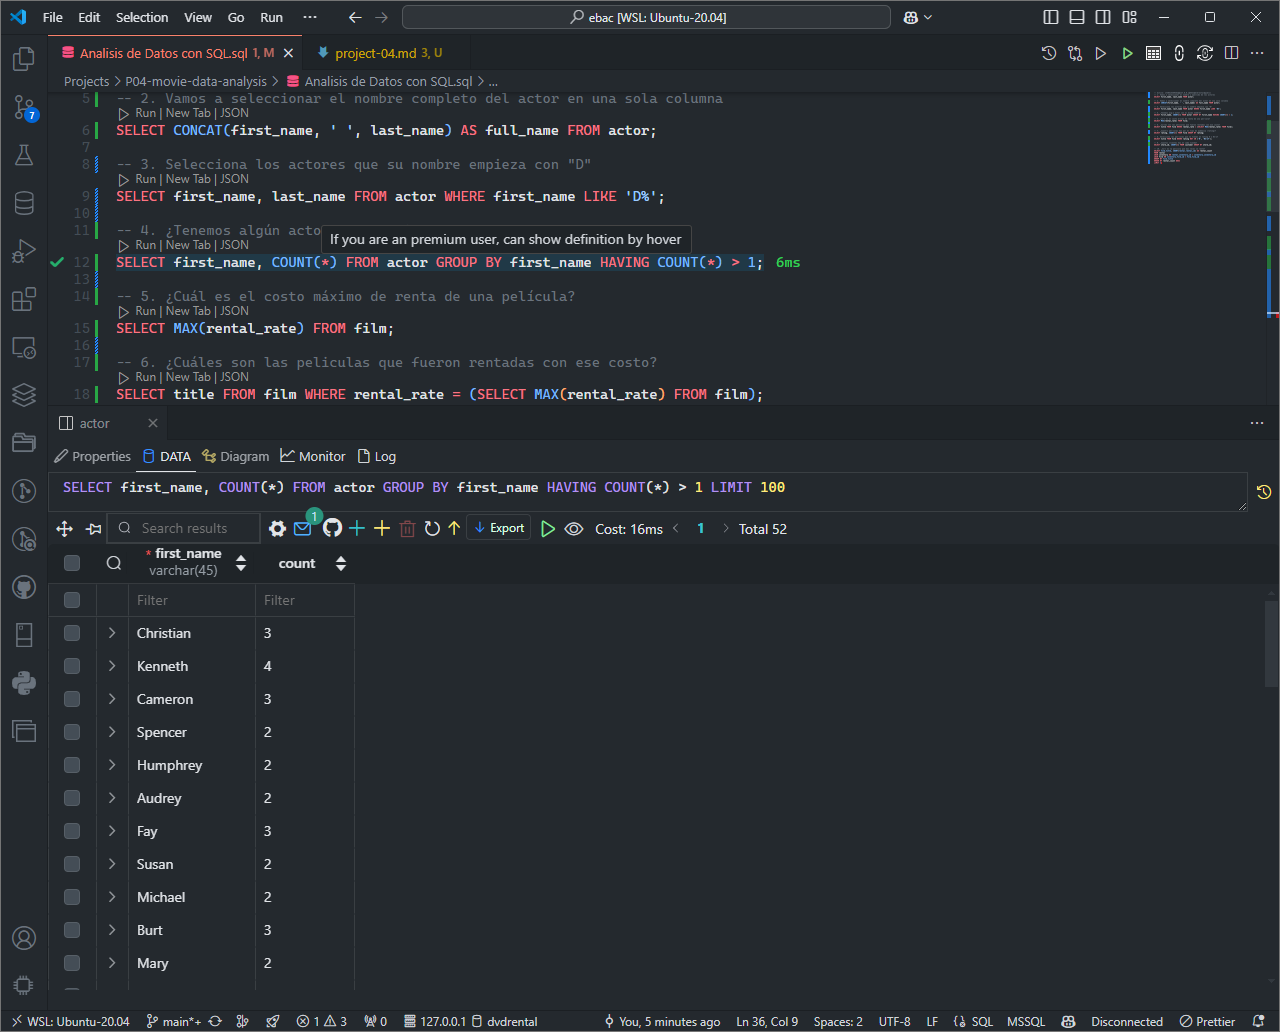 File Edit Selection View Go Run ··· ebac [WSL: Ubuntu-20.04]
Analisis de Datos con SQL.sql 1, M
project-04.md 3, U
Projects > P04-movie-data-analysis > Analisis de Datos con SQL.sql > ...
5 -- 2. Vamos a seleccionar el nombre completo del actor en una sola columna
Run | New Tab | JSON
6 SELECT CONCAT(first_name, ' ', last_name) AS full_name FROM actor;
7
8 -- 3. Selecciona los actores que su nombre empieza con "D"
Run | New Tab | JSON
9 SELECT first_name, last_name FROM actor WHERE first_name LIKE 'D%';
10
11 -- 4. ¿Tenemos algún acto
If you are an premium user, can show definition by hover
Run | New Tab | JSON
12 SELECT first_name, COUNT(*) FROM actor GROUP BY first_name HAVING COUNT(*) > 1; 6ms
13
14 -- 5. ¿Cuál es el costo máximo de renta de una película?
Run | New Tab | JSON
15 SELECT MAX(rental_rate) FROM film;
16
17 -- 6. ¿Cuáles son las peliculas que fueron rentadas con ese costo?
Run | New Tab | JSON
18 SELECT title FROM film WHERE rental_rate = (SELECT MAX(rental_rate) FROM film);
7
actor
Properties DATA Diagram Monitor Log
SELECT first_name, COUNT(*) FROM actor GROUP BY first_name HAVING COUNT(*) > 1 LIMIT 100
Search results 1 Export Cost: 16ms < 1 > Total 52
* first_name count
varchar(45)
Filter Filter
Christian 3
Kenneth 4
Cameron 3
Spencer 2
Humphrey 2
Audrey 2
Fay 3
Susan 2
Michael 2
Burt 3
Mary 2
WSL: Ubuntu-20.04 main*+ 1 3 0 127.0.0.1 dvdrental You, 5 minutes ago Ln 36, Col 9 Spaces: 2 UTF-8 LF SQL MSSQL Disconnected Prettier